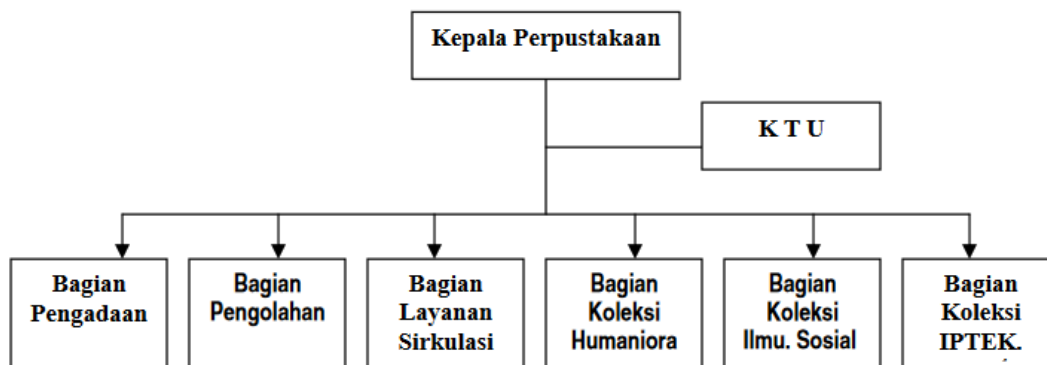 Kepala Perpustakaan
K T U
Bagian
Pengadaan
Bagian
Pengolahan
Bagian
Layanan
Sirkulasi
Bagian
Koleksi
Humaniora
Bagian
Koleksi
Ilmu. Sosial
Bagian
Koleksi
IPTEK.